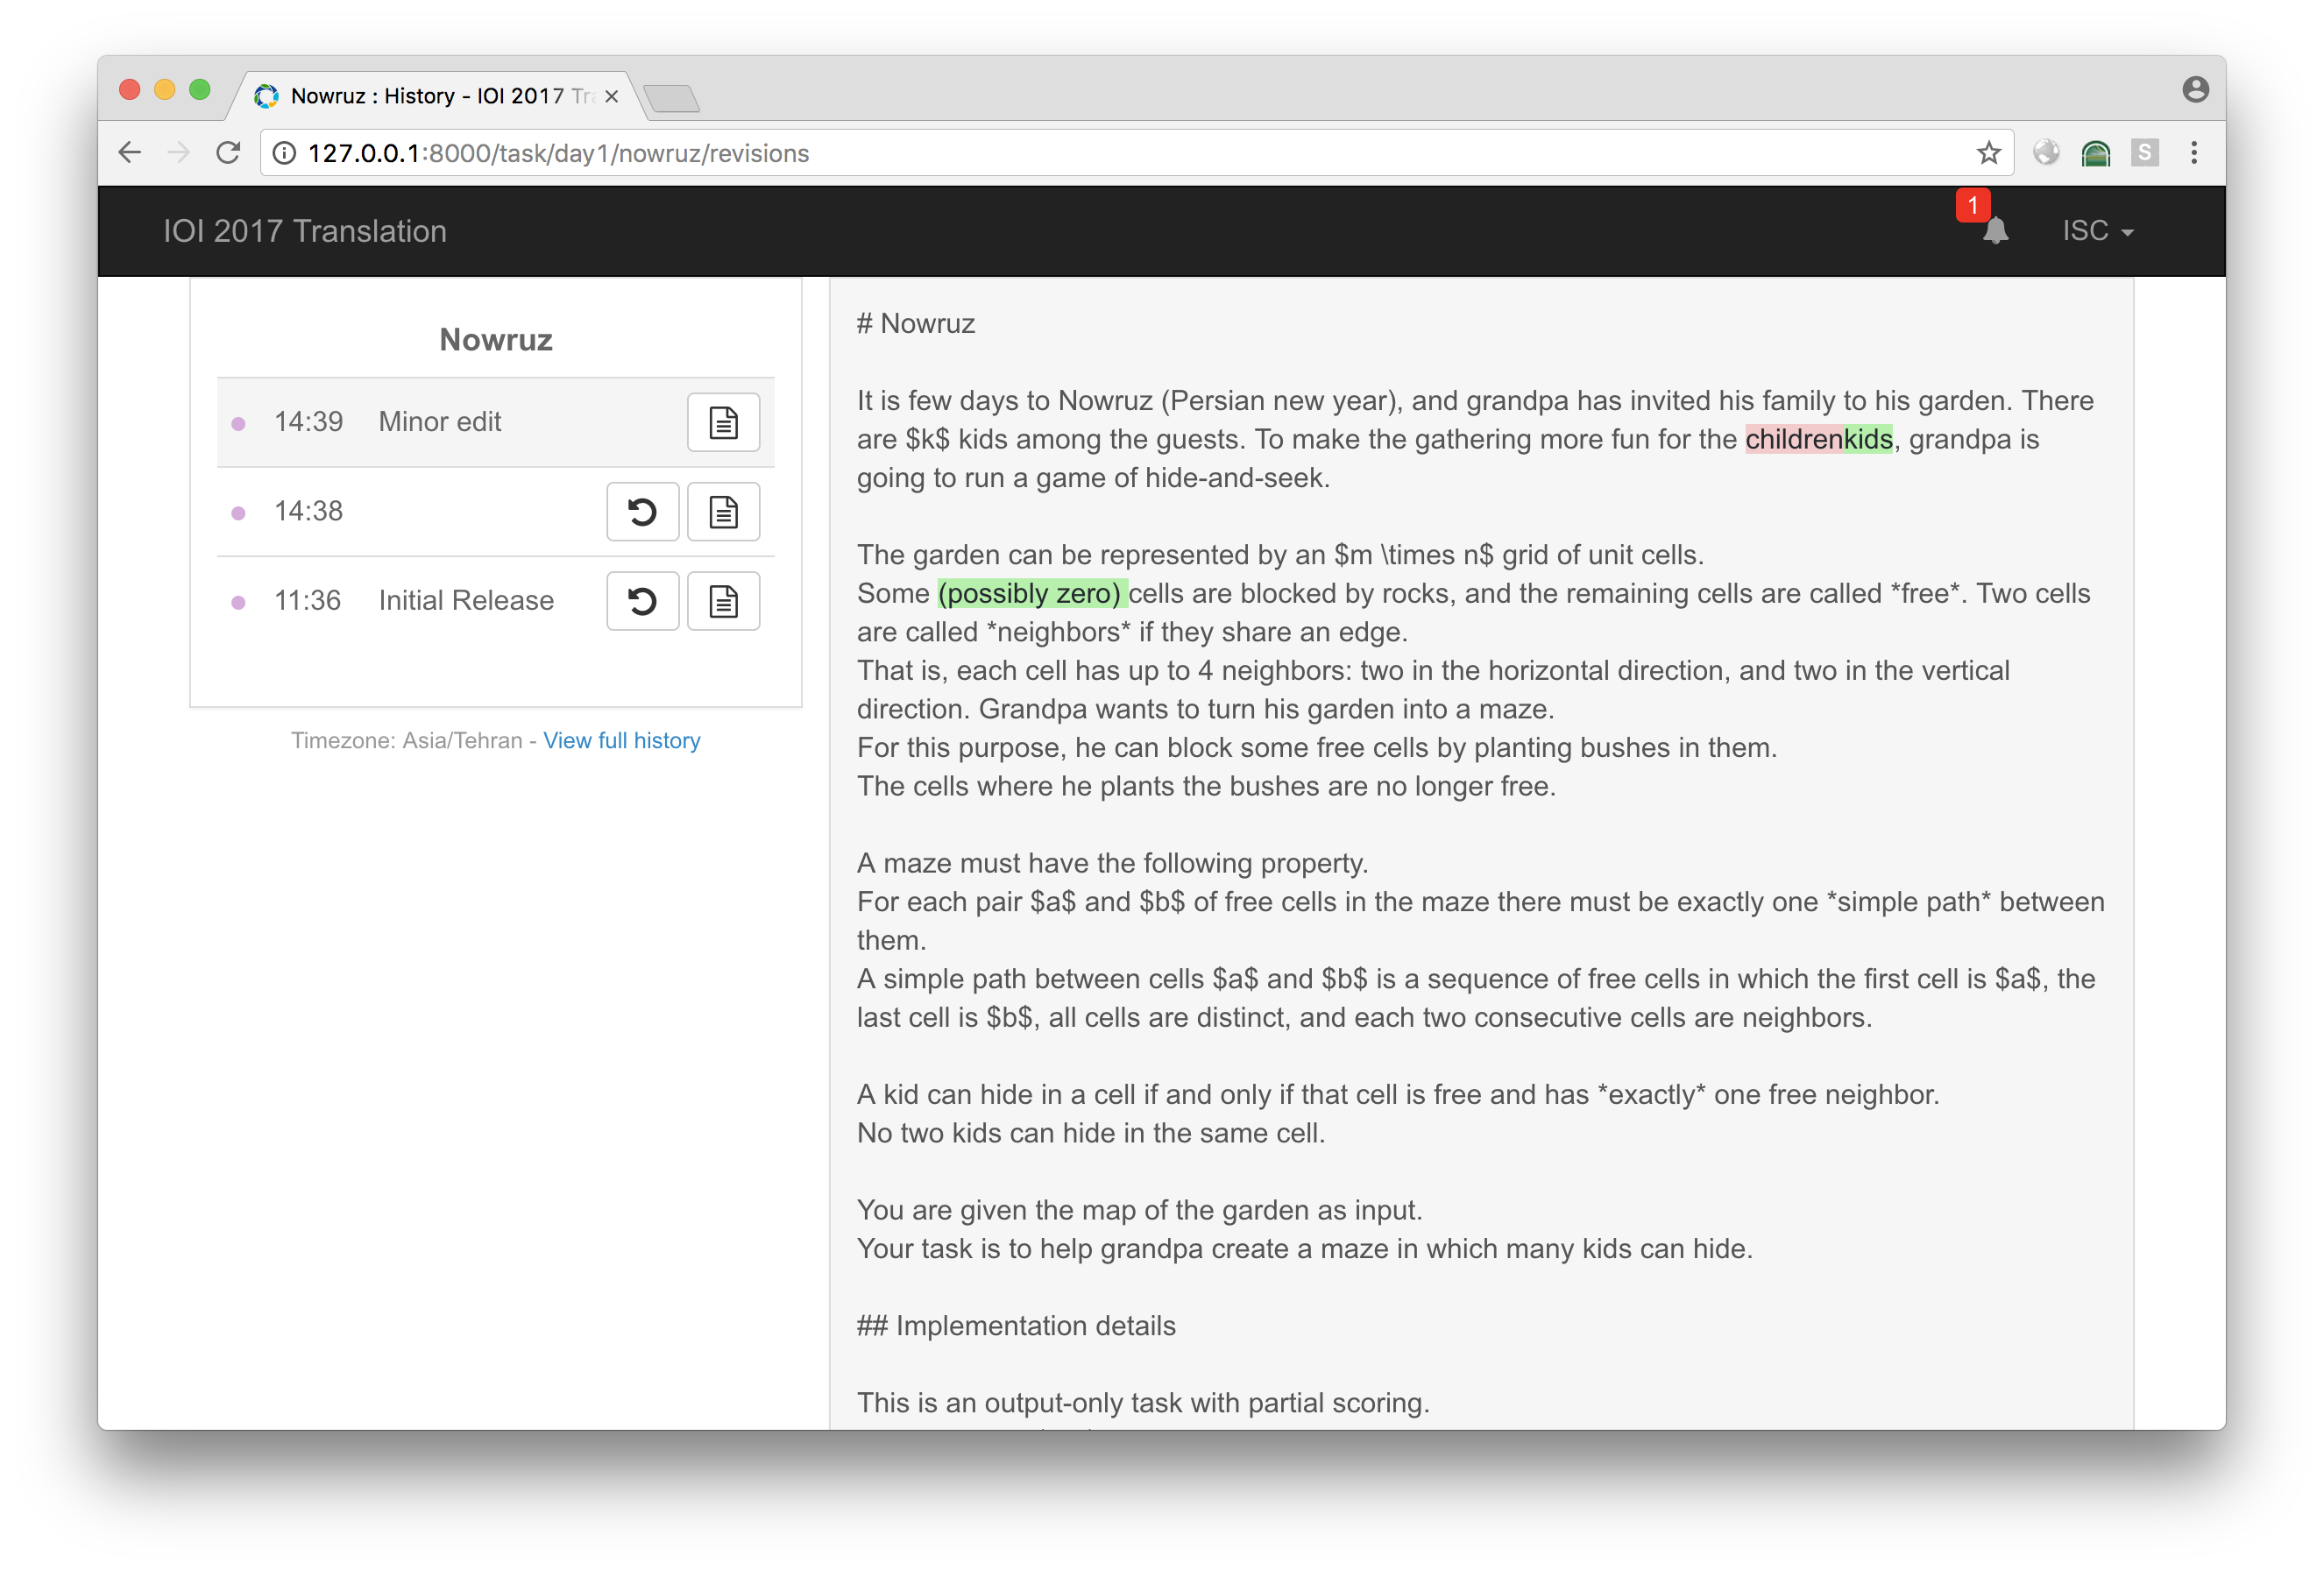 Nowruz : History - IOI 2017 Tra
127.0.0.1:8000/task/day1/nowruz/revisions
S
IOI 2017 Translation
1
ISC
Nowruz
14:39 Minor edit
14:38
11:36 Initial Release
Timezone: Asia/Tehran - View full history
# Nowruz
It is few days to Nowruz (Persian new year), and grandpa has invited his family to his garden. There
are $k$ kids among the guests. To make the gathering more fun for the childrenkids, grandpa is
going to run a game of hide-and-seek.
The garden can be represented by an $m \times n$ grid of unit cells.
Some (possibly zero) cells are blocked by rocks, and the remaining cells are called *free*. Two cells
are called *neighbors* if they share an edge.
That is, each cell has up to 4 neighbors: two in the horizontal direction, and two in the vertical
direction. Grandpa wants to turn his garden into a maze.
For this purpose, he can block some free cells by planting bushes in them.
The cells where he plants the bushes are no longer free.
A maze must have the following property.
For each pair $a$ and $b$ of free cells in the maze there must be exactly one *simple path* between
them.
A simple path between cells $a$ and $b$ is a sequence of free cells in which the first cell is $a$, the
last cell is $b$, all cells are distinct, and each two consecutive cells are neighbors.
A kid can hide in a cell if and only if that cell is free and has *exactly* one free neighbor.
No two kids can hide in the same cell.
You are given the map of the garden as input.
Your task is to help grandpa create a maze in which many kids can hide.
## Implementation details
This is an output-only task with partial scoring.